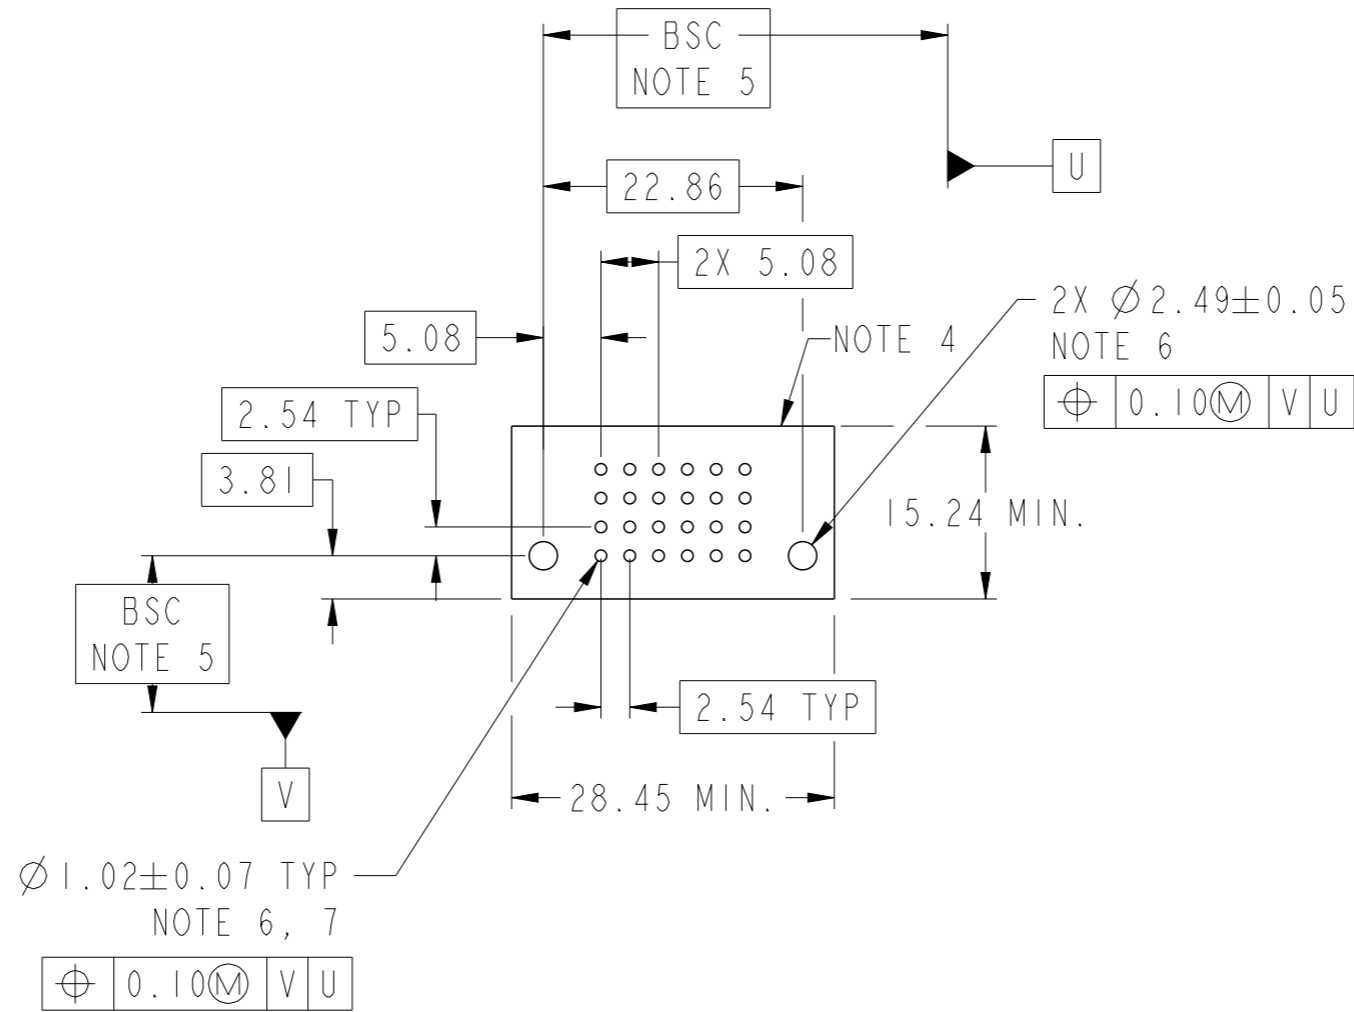 BSC
NOTE 5
U
22.86
2X 5.08
2X Ø2.49±0.05
NOTE 6
⌖ 0.10Ⓜ V U
5.08
NOTE 4
2.54 TYP
3.81
15.24 MIN.
BSC
NOTE 5
2.54 TYP
V
28.45 MIN.
Ø1.02±0.07 TYP
NOTE 6, 7
⌖ 0.10Ⓜ V U